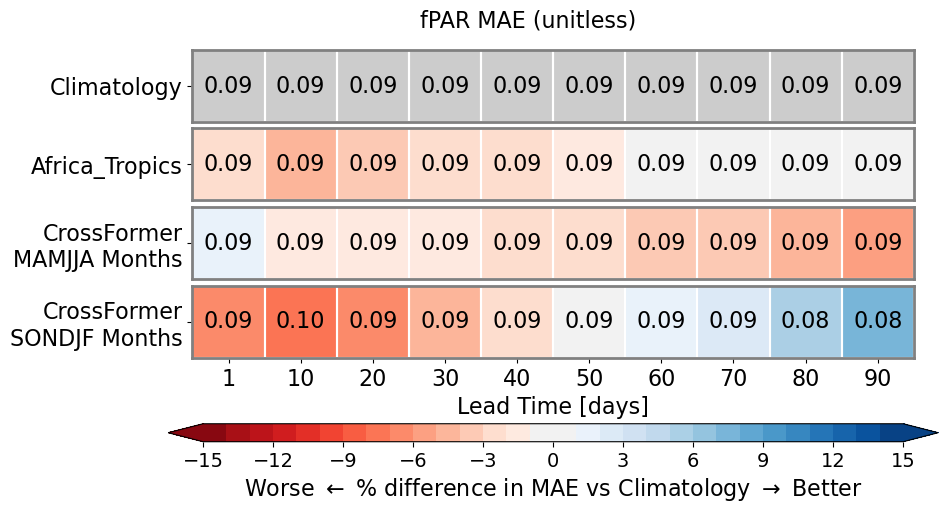 fPAR MAE (unitless)
Climatology 0.09 0.09 0.09 0.09 0.09 0.09 0.09 0.09 0.09 0.09
Africa_Tropics 0.09 0.09 0.09 0.09 0.09 0.09 0.09 0.09 0.09 0.09
CrossFormer
MAMJJA Months
0.09 0.09 0.09 0.09 0.09 0.09 0.09 0.09 0.09 0.09
CrossFormer
SONDJF Months
0.09 0.10 0.09 0.09 0.09 0.09 0.09 0.09 0.08 0.08
1 10 20 30 40 50 60 70 80 90
Lead Time [days]
−15 −12 −9 −6 −3 0 3 6 9 12 15
Worse ← % difference in MAE vs Climatology → Better